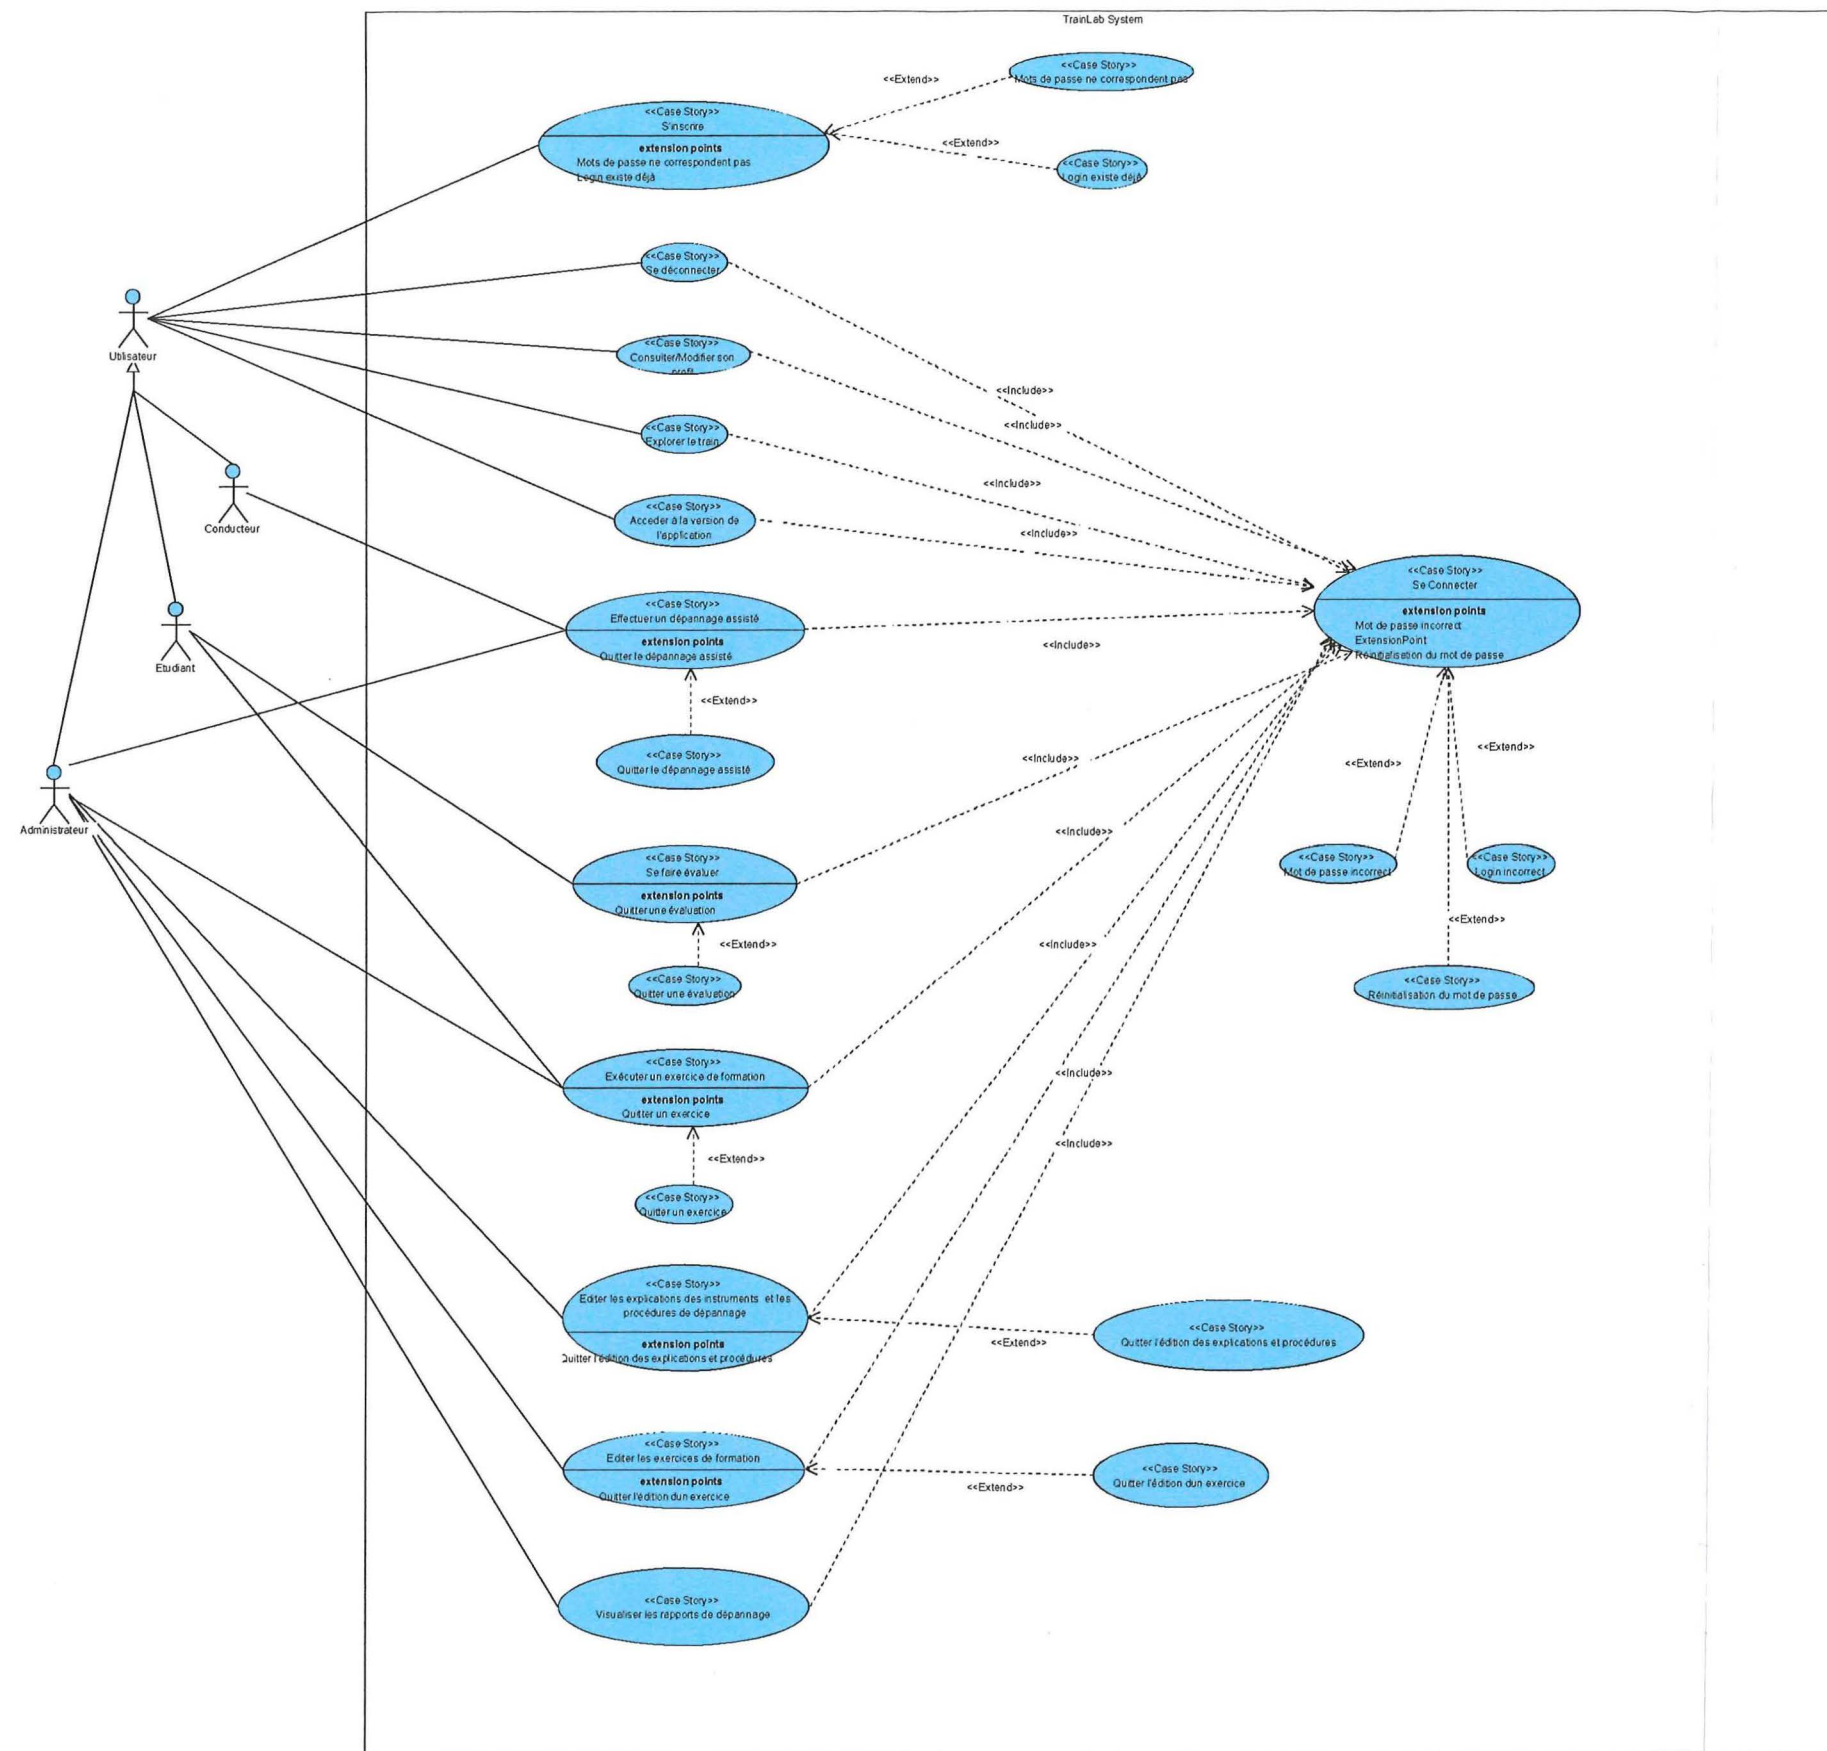 TrainLab System
<<Case Story>>
Mots de passe ne correspondent pas
<<Extend>>
<<Case Story>>
S'inscrire
extension points
Mots de passe ne correspondent pas
Login existe déjà
<<Extend>>
<<Case Story>>
Login existe déjà
<<Case Story>>
Se déconnecter
Utilisateur
<<Case Story>>
Consulter/Modifier son
profil
<<Include>>
<<Include>>
<<Case Story>>
Explorer le train
<<Include>>
Conducteur
<<Case Story>>
Acceder à la version de
l'application
<<Include>>
<<Case Story>>
Se Connecter
extension points
Mot de passe incorrect
ExtensionPoint
Réinitialisation du mot de passe
<<Case Story>>
Effectuer un dépannage assisté
extension points
Quitter le dépannage assisté
<<Include>>
Etudiant
<<Extend>>
<<Case Story>>
Quitter le dépannage assisté
<<Include>>
<<Extend>>
<<Extend>>
Administrateur
<<Include>>
<<Case Story>>
Se faire évaluer
extension points
Quitter une évaluation
<<Case Story>>
Mot de passe incorrect
<<Case Story>>
Login incorrect
<<Extend>>
<<Extend>>
<<Include>>
<<Case Story>>
Quitter une évaluation
<<Case Story>>
Réinitialisation du mot de passe
<<Case Story>>
Exécuter un exercice de formation
extension points
Quitter un exercice
<<Include>>
<<Extend>>
<<Include>>
<<Case Story>>
Quitter un exercice
<<Case Story>>
Editer les explications des instruments et les
procédures de dépannage
extension points
Quitter l'édition des explications et procédures
<<Extend>>
<<Case Story>>
Quitter l'édition des explications et procédures
<<Case Story>>
Editer les exercices de formation
extension points
Quitter l'édition dun exercice
<<Extend>>
<<Case Story>>
Quitter l'édition dun exercice
<<Case Story>>
Visualiser les rapports de dépannage